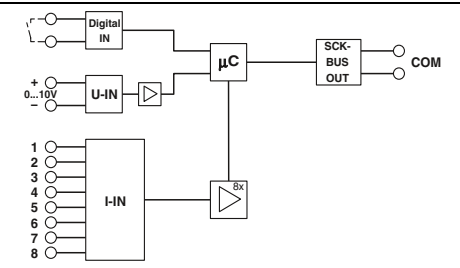 Digital
IN
+
0...10V
−
U-IN
µC
SCK-
BUS
OUT
COM
1
2
3
4
5
6
7
8
I-IN
8x